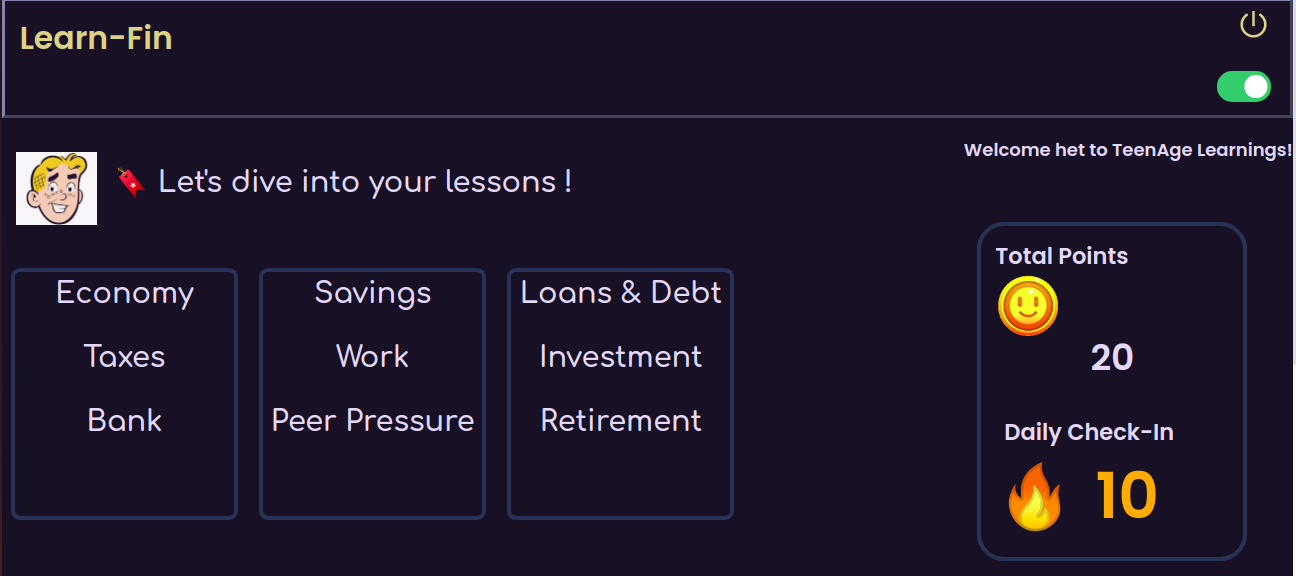 Learn-Fin
Welcome het to TeenAge Learnings!
Let's dive into your lessons !
Economy
Taxes
Bank
Savings
Work
Peer Pressure
Loans & Debt
Investment
Retirement
Total Points
20
Daily Check-In
10